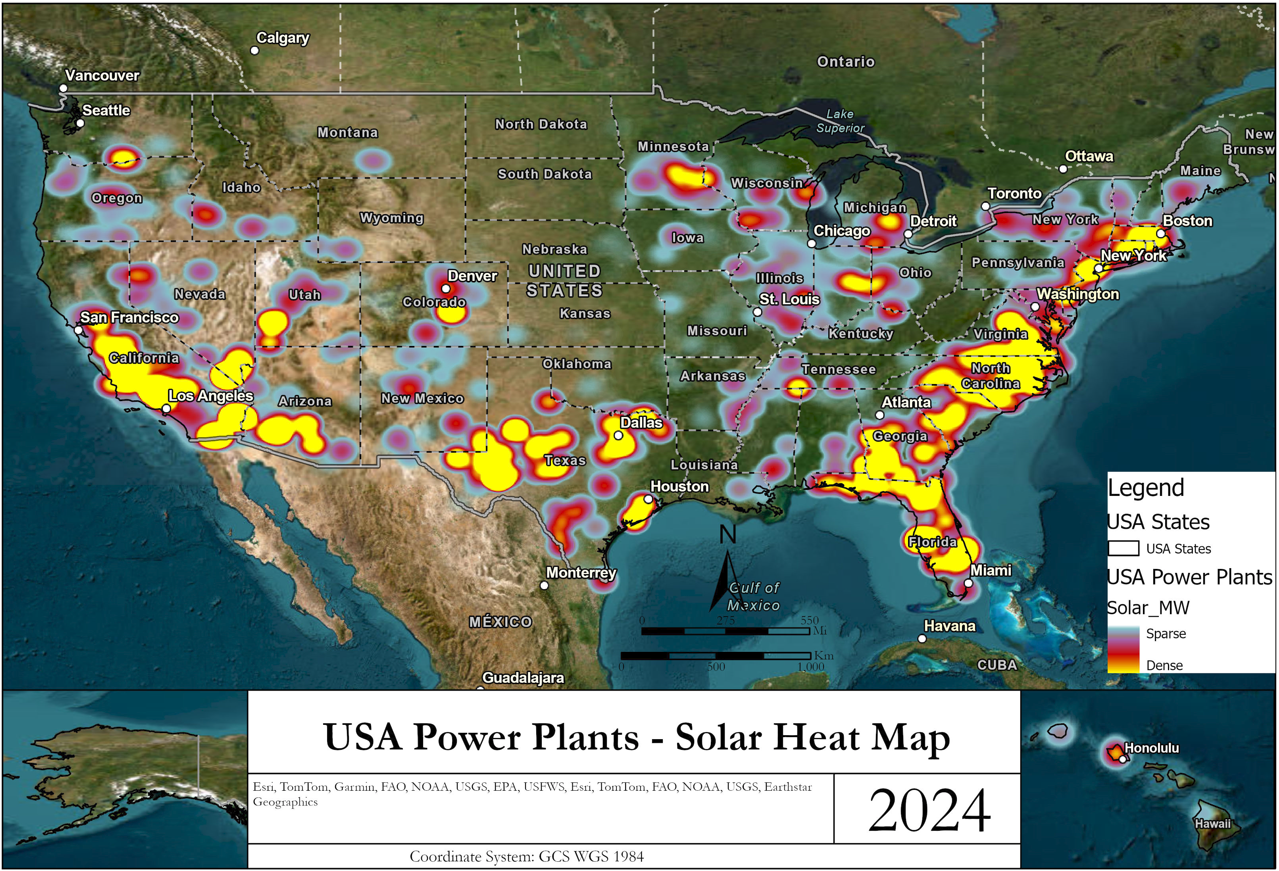 Calgary
Ontario
Vancouver
Seattle
Lake
Superior
North Dakota
Montana
Minnesota
New
Brunsw
Ottawa
Maine
South Dakota
Wisconsin
Idaho
Oregon
Toronto
Michigan
Wyoming
New York
Boston
Detroit
Chicago
Iowa
Nebraska
New York
Pennsylvania
UNITED
STATES
Denver
Ohio
Illinois
Nevada
Utah
Colorado
St. Louis
Washington
Kansas
San Francisco
Missouri
Kentucky
Virginia
California
Oklahoma
Tennessee
North
Carolina
Arkansas
Los Angeles
Arizona
New Mexico
Atlanta
Dallas
Georgia
Texas
Louisiana
Houston
N
Florida
Miami
Monterrey
Gulf of
Mexico
MÉXICO
0 275 550
Mi
Km
0 500 1,000
Havana
CUBA
Guadalajara
Legend
USA States
USA States
USA Power Plants
Solar_MW
Sparse
Dense
USA Power Plants - Solar Heat Map
Esri, TomTom, Garmin, FAO, NOAA, USGS, EPA, USFWS, Esri, TomTom, FAO, NOAA, USGS, Earthstar
Geographics
2024
Coordinate System: GCS WGS 1984
Honolulu
Hawaii